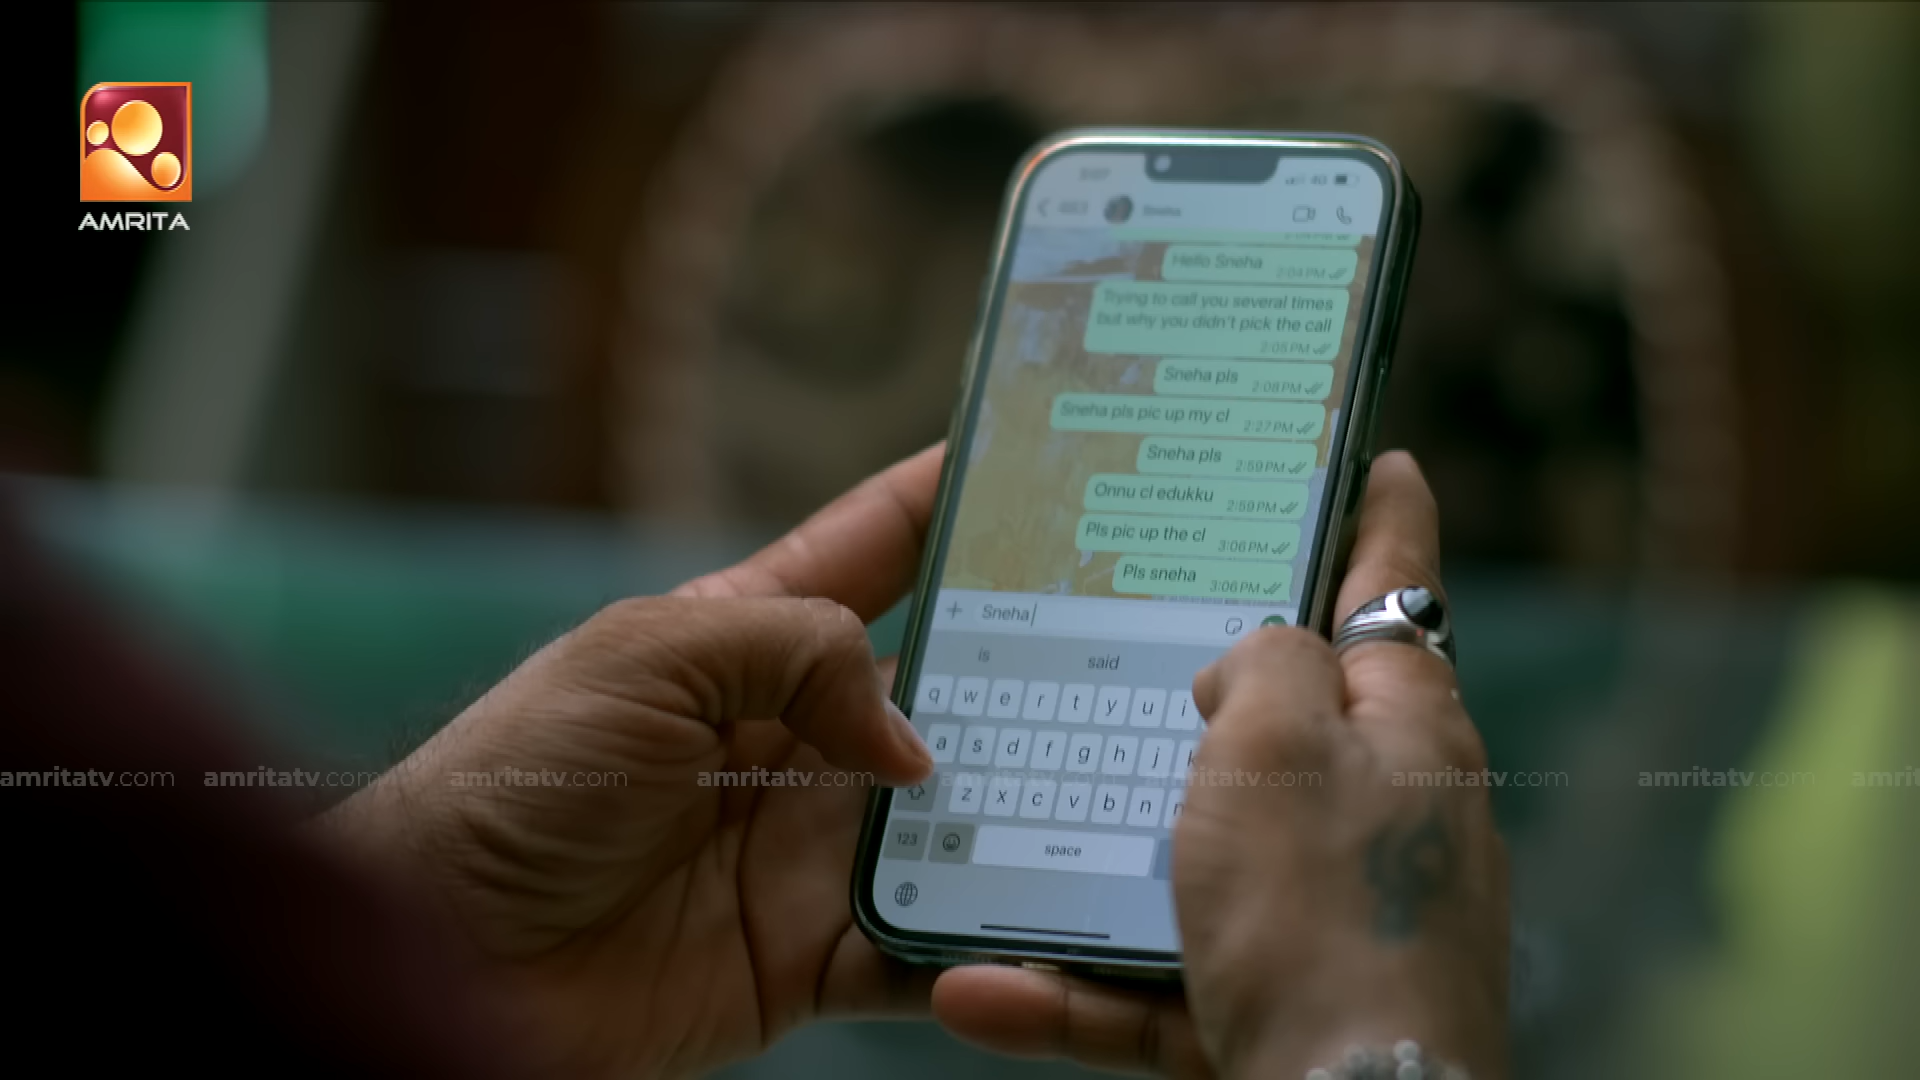 AMRITA
4G
Sneha
Hello Sneha
2:04 PM
Trying to call you several times
but why you didn't pick the call
2:05 PM
Sneha pls 2:08 PM
Sneha pls pic up my cl 2:27 PM
Sneha pls 2:59 PM
Onnu cl edukku 2:59 PM
Pls pic up the cl 3:06 PM
Pls sneha 3:06 PM
Sneha
is said
q w e r t y u i
a s d f g h j k
z x c v b n
123 space
amritatv.com amritatv.com amritatv.com amritatv.com amritatv.com amritatv.com amritatv.com amrit